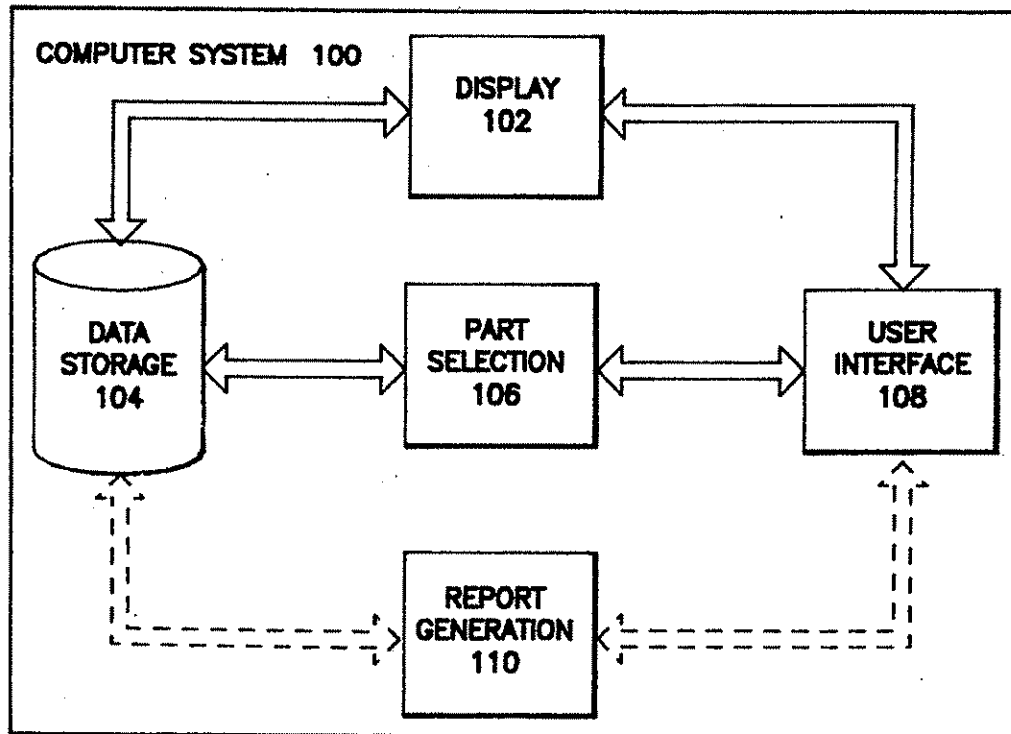 COMPUTER SYSTEM 100
DISPLAY
102
DATA
STORAGE
104
PART
SELECTION
106
USER
INTERFACE
108
REPORT
GENERATION
110